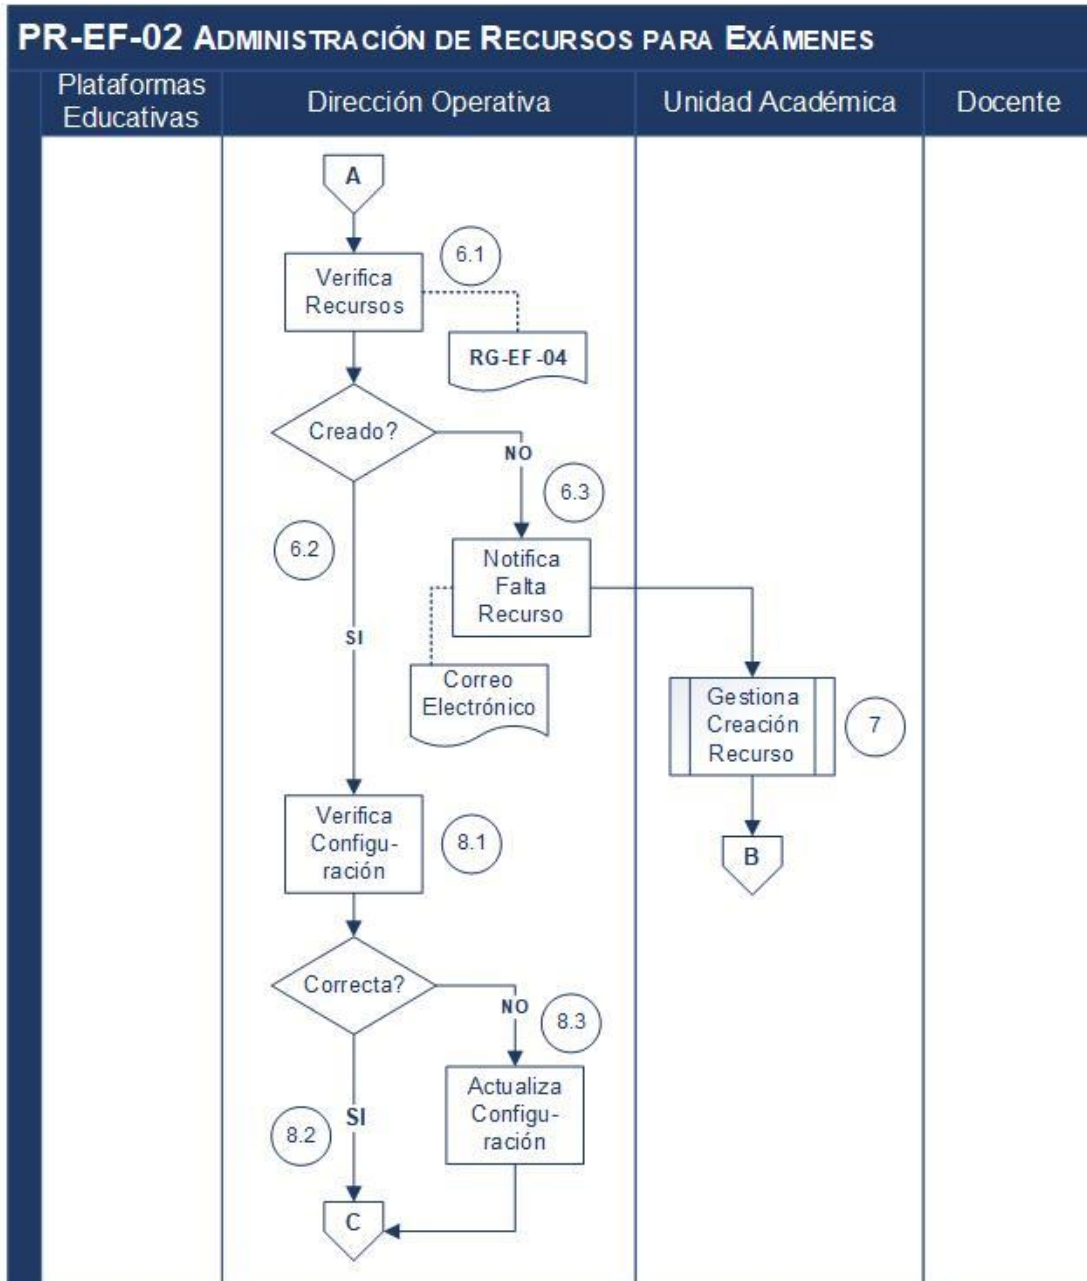 PR-EF-02 ADMINISTRACIÓN DE RECURSOS PARA EXÁMENES
Plataformas
Educativas
Dirección Operativa
Unidad Académica
Docente
A
Verifica
Recursos
6.1
RG-EF-04
Creado?
NO
6.3
6.2
Notifica
Falta
Recurso
SI
Correo
Electrónico
Gestiona
Creación
Recurso
7
Verifica
Configu-
ración
8.1
B
Correcta?
NO
8.3
Actualiza
Configu-
ración
SI
8.2
C